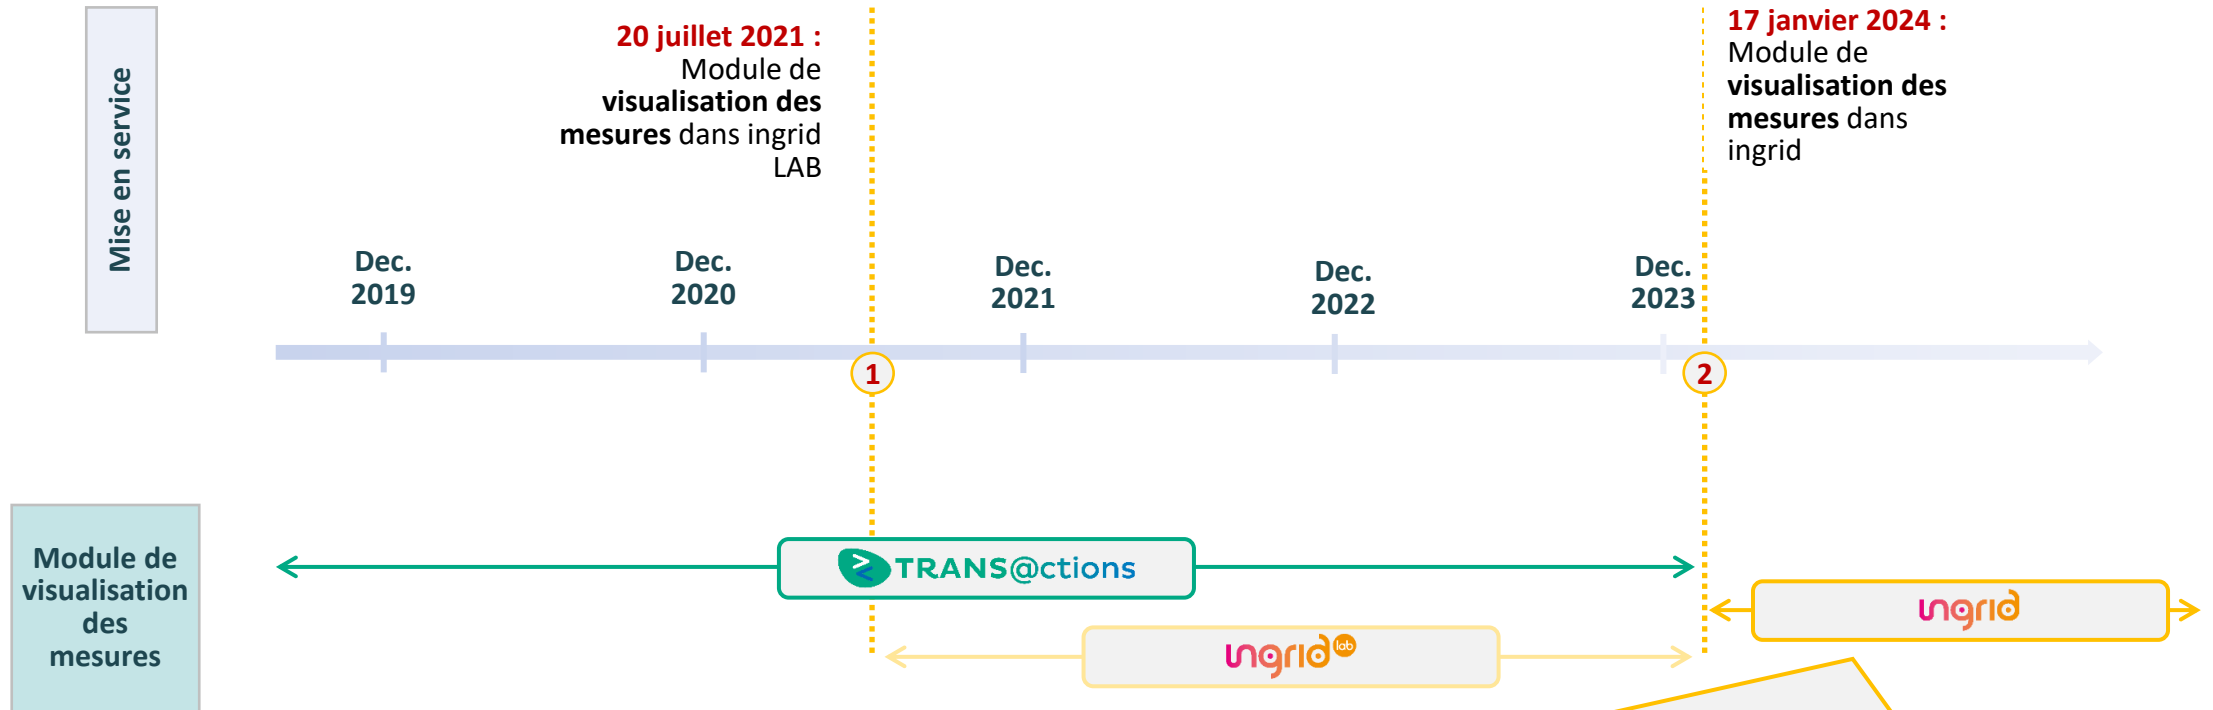 Mise en service
20 juillet 2021 :
Module de
visualisation des
mesures dans ingrid
LAB
17 janvier 2024 :
Module de
visualisation des
mesures dans
ingrid
Dec.
2019
Dec.
2020
Dec.
2021
Dec.
2022
Dec.
2023
1
2
Module de
visualisation
des
mesures
TRANS@ctions
ingrid lab
ingrid